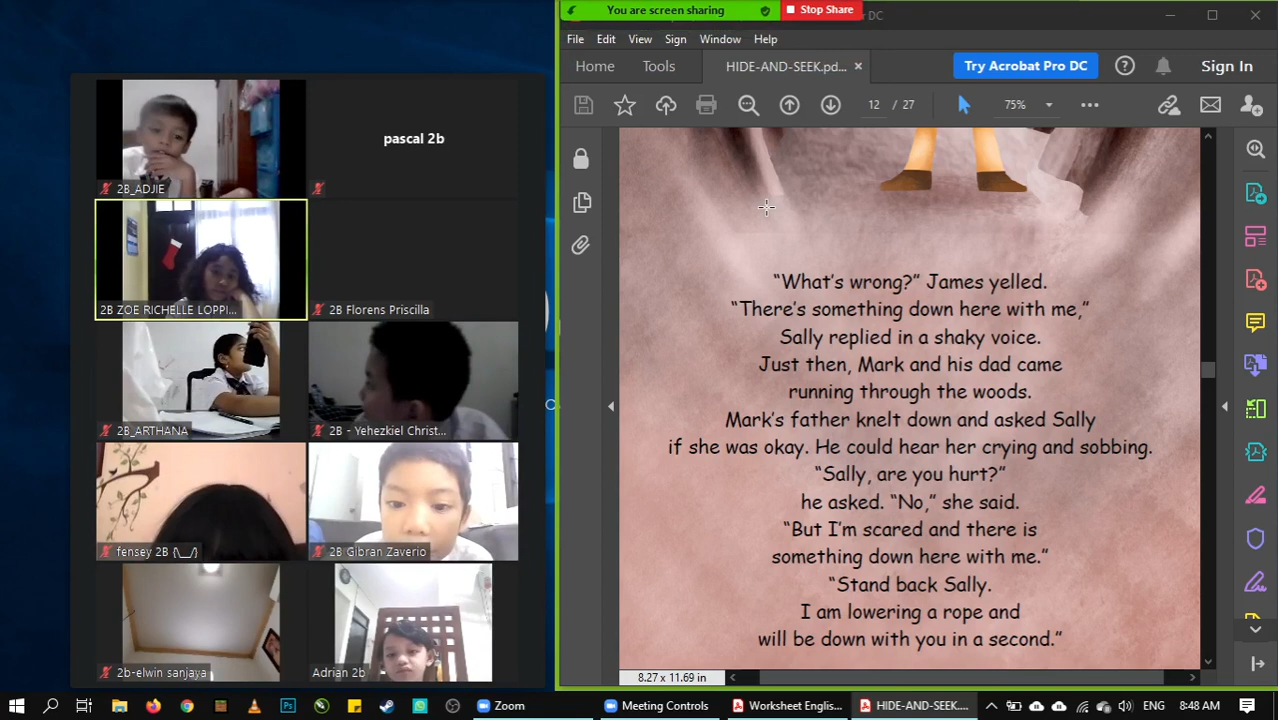 You are screen sharing
Stop Share
DC
File Edit View Sign Window Help
Home Tools HIDE-AND-SEEK.pd... ×
Try Acrobat Pro DC
Sign In
12 / 27
75%
2B_ADJIE
pascal 2b
2B ZOE RICHELLE LOPPI...
2B Florens Priscilla
2B_ARTHANA
2B - Yehezkiel Christ...
fensey 2B {\__/}
2B Gibran Zaverio
2b-elwin sanjaya
Adrian 2b
“What’s wrong?” James yelled.
“There’s something down here with me,”
Sally replied in a shaky voice.
Just then, Mark and his dad came
running through the woods.
Mark’s father knelt down and asked Sally
if she was okay. He could hear her crying and sobbing.
“Sally, are you hurt?”
he asked. “No,” she said.
“But I’m scared and there is
something down here with me.”
“Stand back Sally.
I am lowering a rope and
will be down with you in a second.”
8.27 x 11.69 in
Zoom
Meeting Controls
Worksheet Englis...
HIDE-AND-SEEK....
8:48 AM